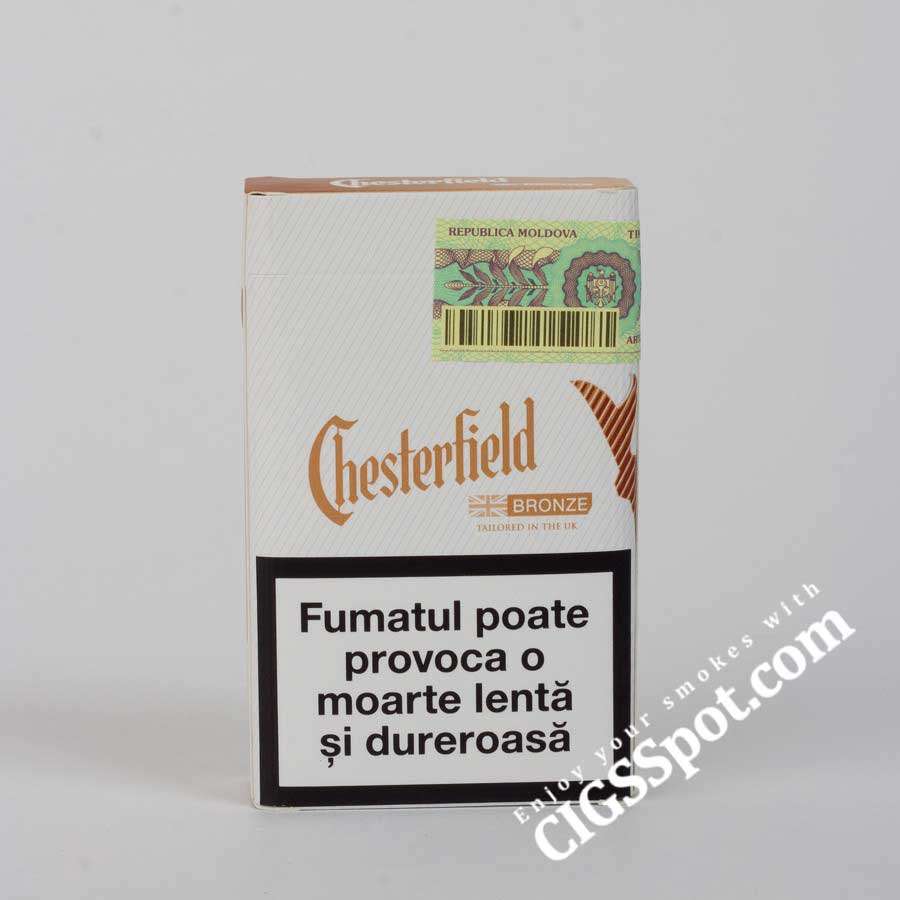 Chesterfield
REPUBLICA MOLDOVA
Chesterfield
BRONZE
TAILORED IN THE UK
Fumatul poate
provoca o
moarte lentă
și dureroasă
Enjoy your smokes with
CIGSSpot.com